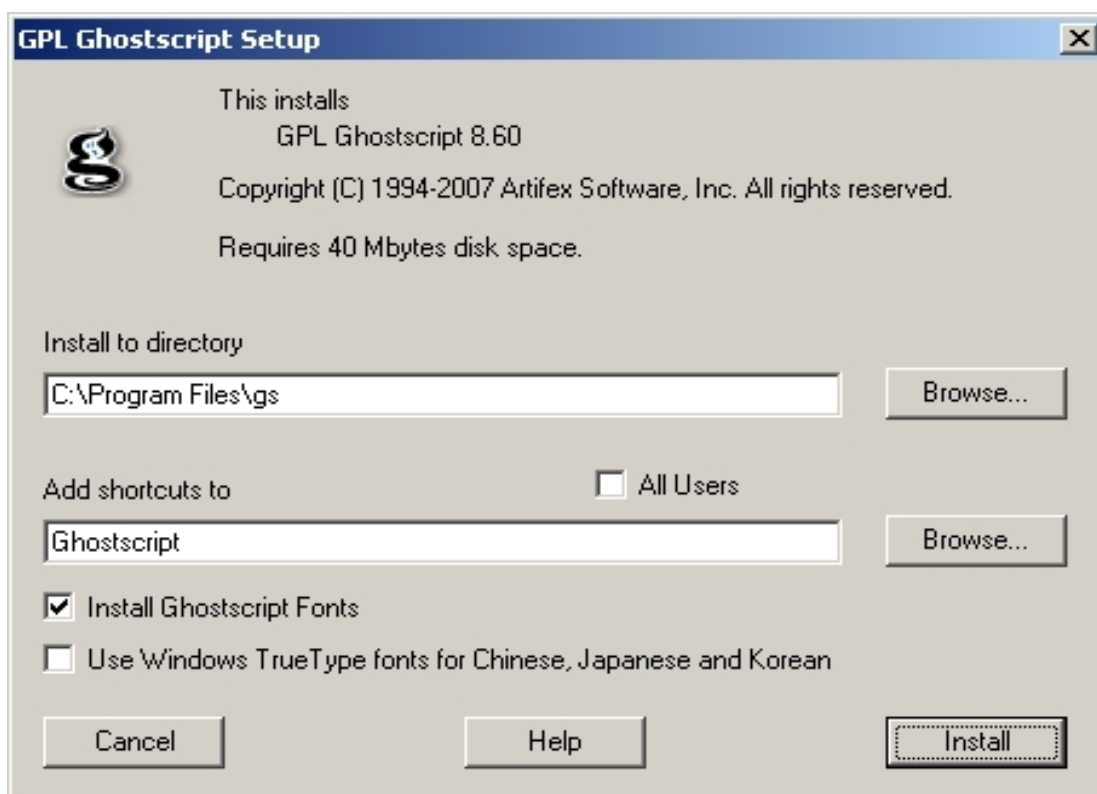 GPL Ghostscript Setup
This installs
GPL Ghostscript 8.60
Copyright (C) 1994-2007 Artifex Software, Inc. All rights reserved.
Requires 40 Mbytes disk space.
Install to directory
C:\Program Files\gs
Browse...
Add shortcuts to
All Users
Ghostscript
Browse...
Install Ghostscript Fonts
Use Windows TrueType fonts for Chinese, Japanese and Korean
Cancel
Help
Install